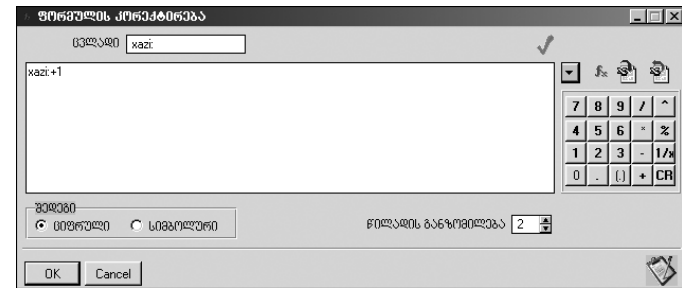 ფორმულის კორექტირება
ცვლადი xazi:
xazi:+1
fx
7 8 9 / ^
4 5 6 * %
1 2 3 - 1/x
0 . (.) + CR
შედეგი
ციფრული სიმბოლური
წილადის განზომილება 2
OK Cancel